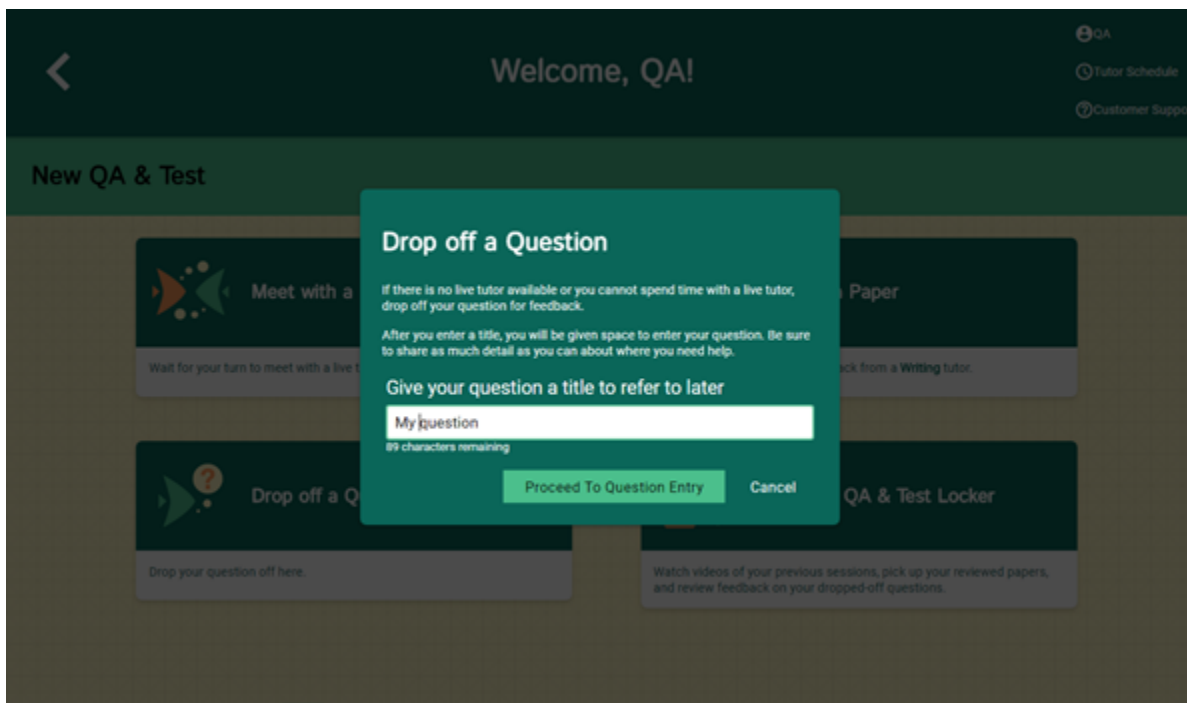 Welcome, QA!
QA
Tutor Schedule
Customer Suppo
New QA & Test
Drop off a Question
If there is no live tutor available or you cannot spend time with a live tutor,
drop off your question for feedback.
After you enter a title, you will be given space to enter your question. Be sure
to share as much detail as you can about where you need help.
Give your question a title to refer to later
My question
89 characters remaining
Proceed To Question Entry
Cancel
Meet with a
Wait for your turn to meet with a live t
Paper
ack from a Writing tutor.
Drop off a Q
Drop your question off here.
QA & Test Locker
Watch videos of your previous sessions, pick up your reviewed papers,
and review feedback on your dropped-off questions.